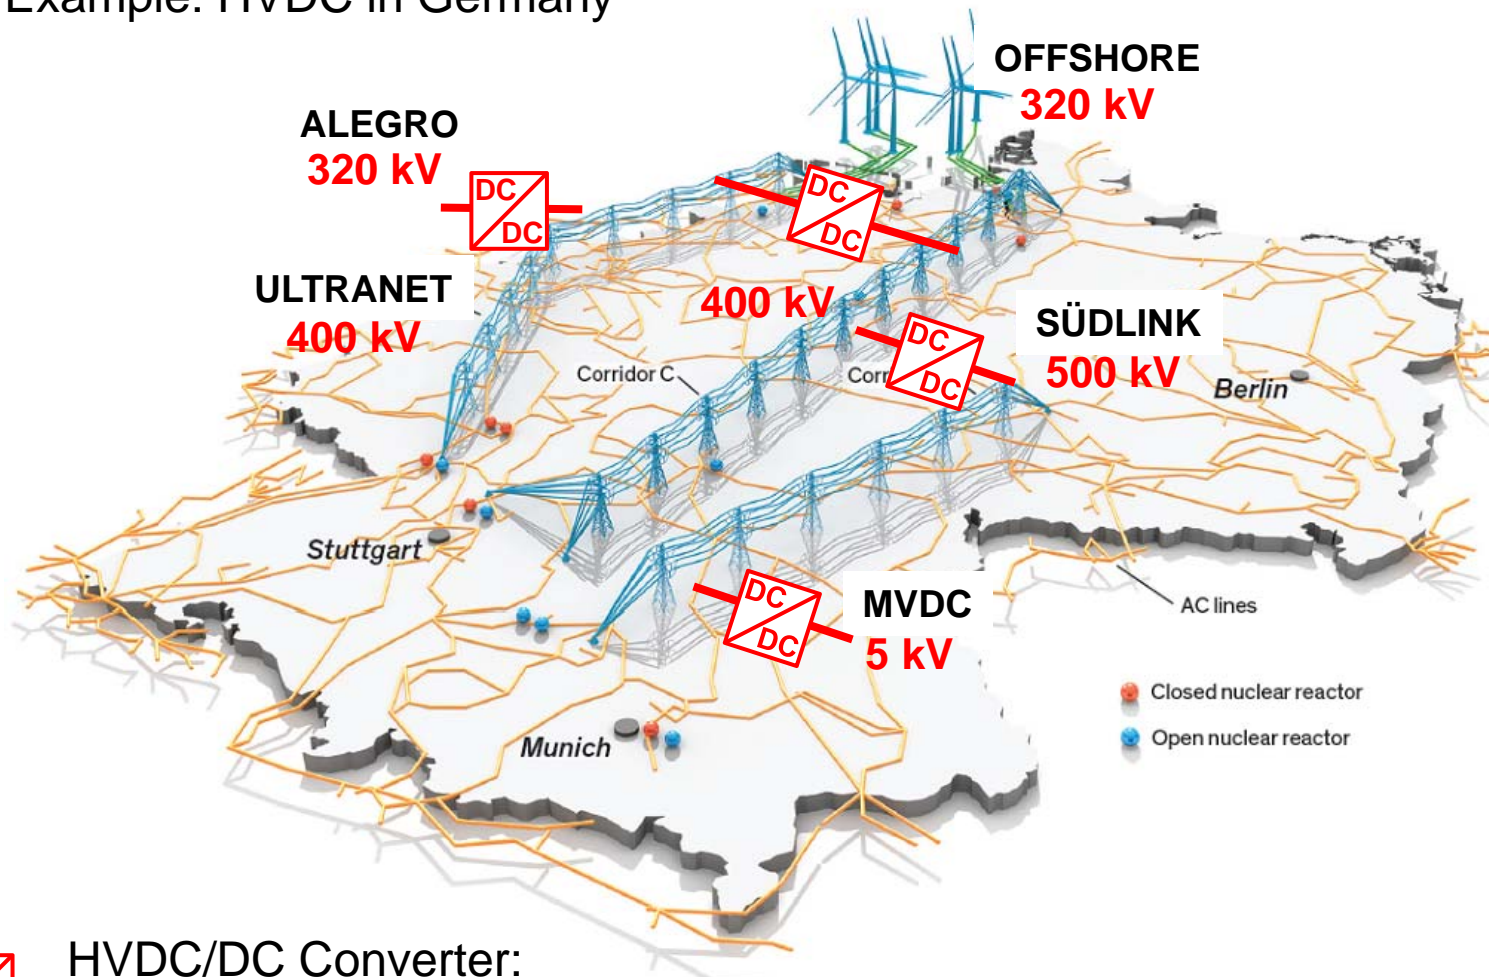 Example: HVDC in Germany
OFFSHORE
320 kV
ALEGRO
320 kV
DC
DC
DC
DC
ULTRANET
400 kV
400 kV
DC
DC
SÜDLINK
500 kV
Corridor C
Berlin
Stuttgart
DC
DC
MVDC
5 kV
AC lines
Closed nuclear reactor
Open nuclear reactor
Munich
HVDC/DC Converter: